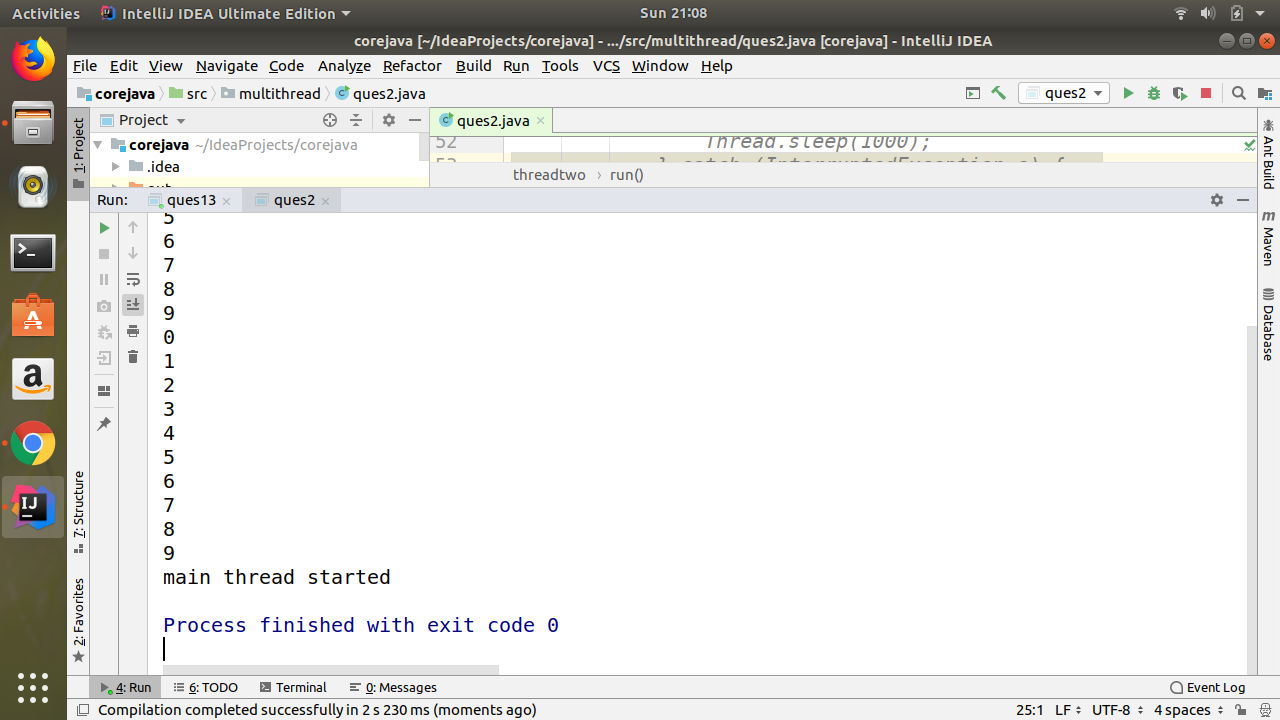 Activities IntelliJ IDEA Ultimate Edition Sun 21:08
corejava [~/IdeaProjects/corejava] - .../src/multithread/ques2.java [corejava] - IntelliJ IDEA
File Edit View Navigate Code Analyze Refactor Build Run Tools VCS Window Help
corejava src multithread ques2.java ques2
1: Project
Project
corejava ~/IdeaProjects/corejava
.idea
ques2.java
52 Thread.sleep(1000);
threadtwo run()
Run: ques13 ques2
5
6
7
8
9
0
1
2
3
4
5
6
7
8
9
main thread started
Process finished with exit code 0
7: Structure
2: Favorites
Ant Build
m Maven
Database
4: Run 6: TODO Terminal 0: Messages Event Log
Compilation completed successfully in 2 s 230 ms (moments ago) 25:1 LF UTF-8 4 spaces